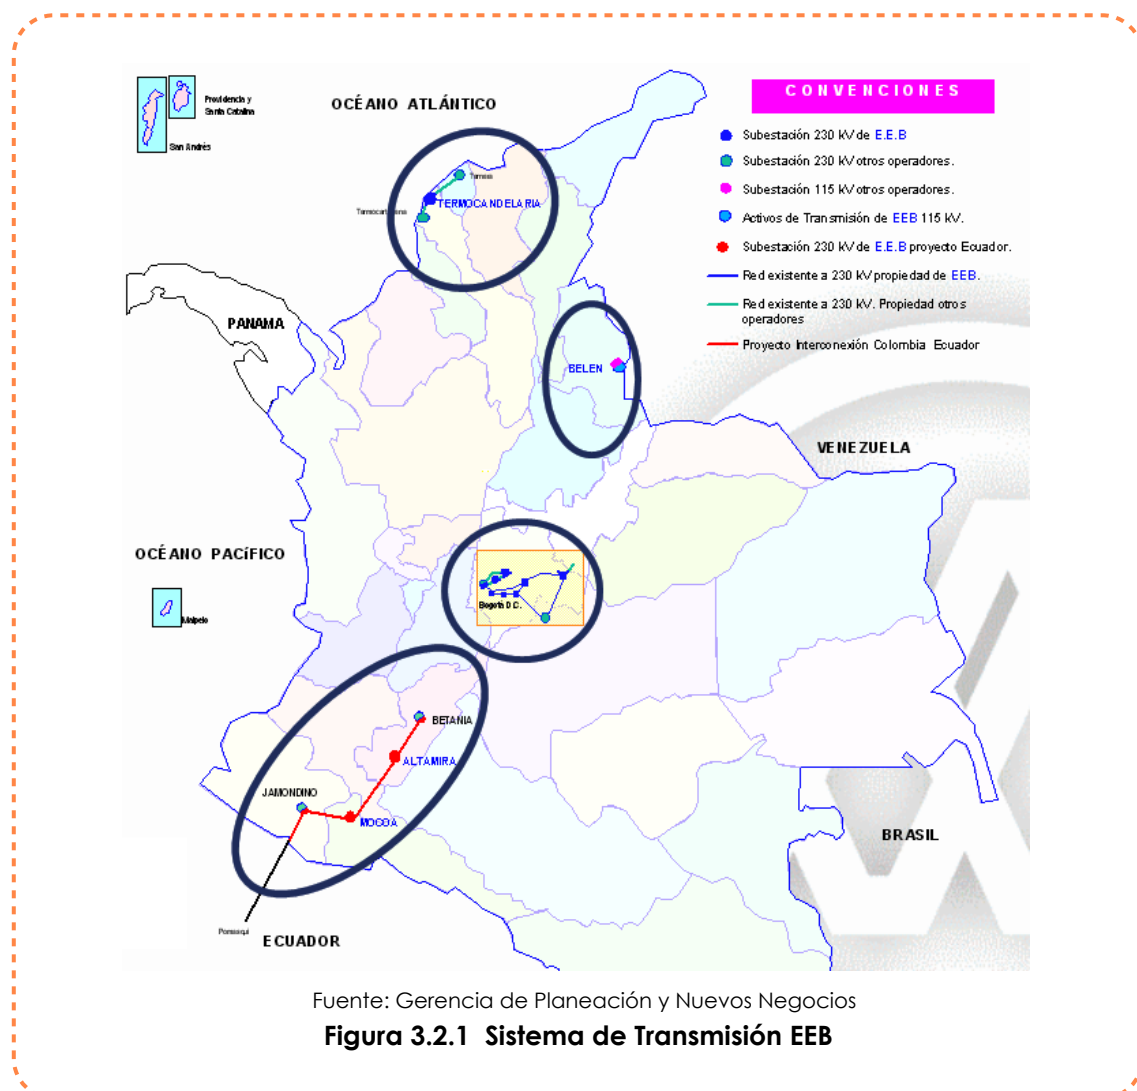 Providencia y
Santa Catalina
San Andrés
OCÉANO ATLÁNTICO
CONVENCIONES
Subestación 230 kV de E.E.B
Subestación 230 kV otros operadores.
Subestación 115 kV otros operadores.
Activos de Transmisión de EEB 115 kV.
Subestación 230 kV de E.E.B proyecto Ecuador.
Red existente a 230 kV propiedad de EEB.
Red existente a 230 kV. Propiedad otros
operadores
Proyecto Interconexión Colombia Ecuador
TERMOCANDELARIA
PANAMA
BELEN
VENEZUELA
OCÉANO PACÍFICO
Malpelo
Bogotá D.C.
BETANIA
ALTAMIRA
JAMONDINO
MOCOA
BRASIL
Pomasqui
ECUADOR
Fuente: Gerencia de Planeación y Nuevos Negocios
Figura 3.2.1 Sistema de Transmisión EEB